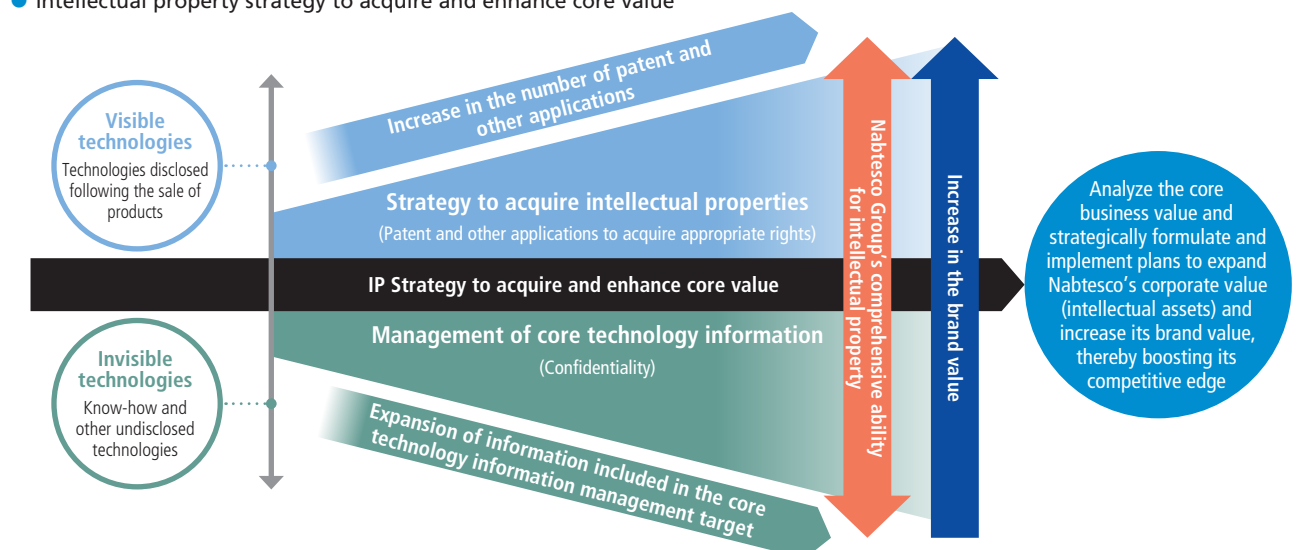 ● Intellectual property strategy to acquire and enhance core value
Increase in the number of patent and
other applications
Visible
technologies
Technologies disclosed
following the sale of
products
Strategy to acquire intellectual properties
(Patent and other applications to acquire appropriate rights)
IP Strategy to acquire and enhance core value
Management of core technology information
(Confidentiality)
Invisible
technologies
Know-how and
other undisclosed
technologies
Expansion of information included in the core
technology information management target
Nabtesco Group's comprehensive ability
for intellectual property
Increase in the brand value
Analyze the core
business value and
strategically formulate and
implement plans to expand
Nabtesco's corporate value
(intellectual assets) and
increase its brand value,
thereby boosting its
competitive edge